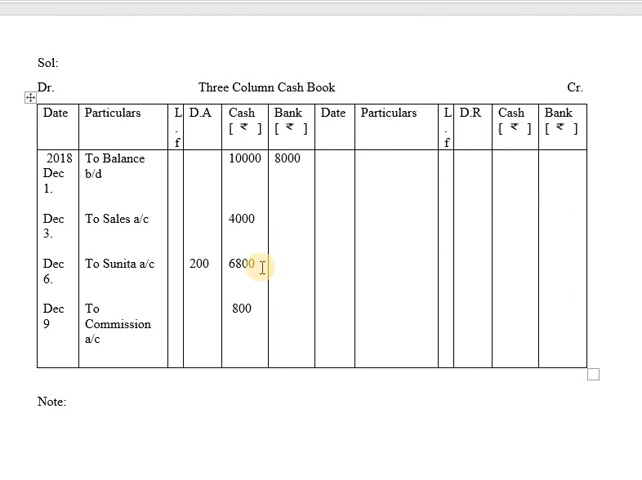 Sol:
Dr. Three Column Cash Book Cr.
Date Particulars L D.A Cash Bank Date Particulars L D.R Cash Bank
. [ ₹ ] [ ₹ ] . [ ₹ ] [ ₹ ]
f f
2018 To Balance 10000 8000
Dec b/d
1.
Dec To Sales a/c 4000
3.
Dec To Sunita a/c 200 6800
6.
Dec To 800
9 Commission
a/c
Note: